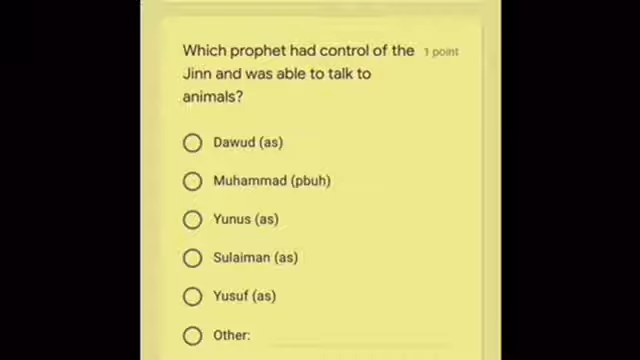 Which prophet had control of the 1 point
Jinn and was able to talk to
animals?
Dawud (as)
Muhammad (pbuh)
Yunus (as)
Sulaiman (as)
Yusuf (as)
Other: